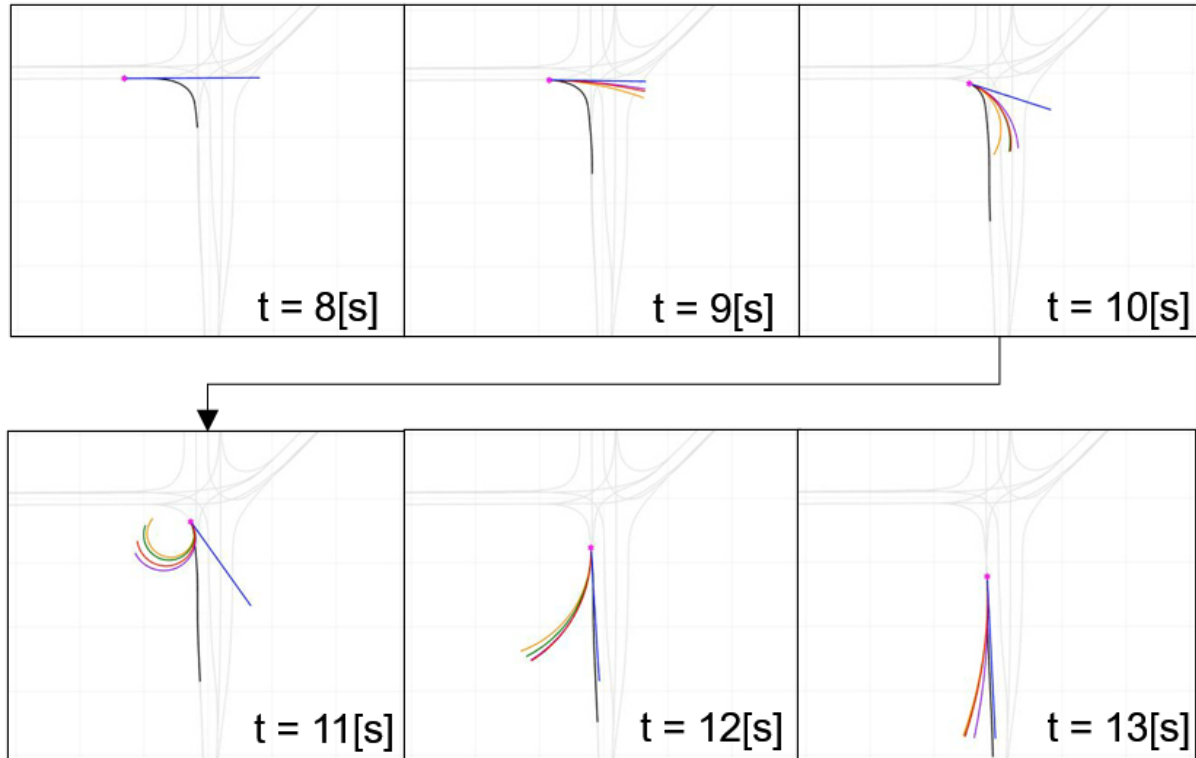 t = 8[s]
t = 9[s]
t = 10[s]
t = 11[s]
t = 12[s]
t = 13[s]